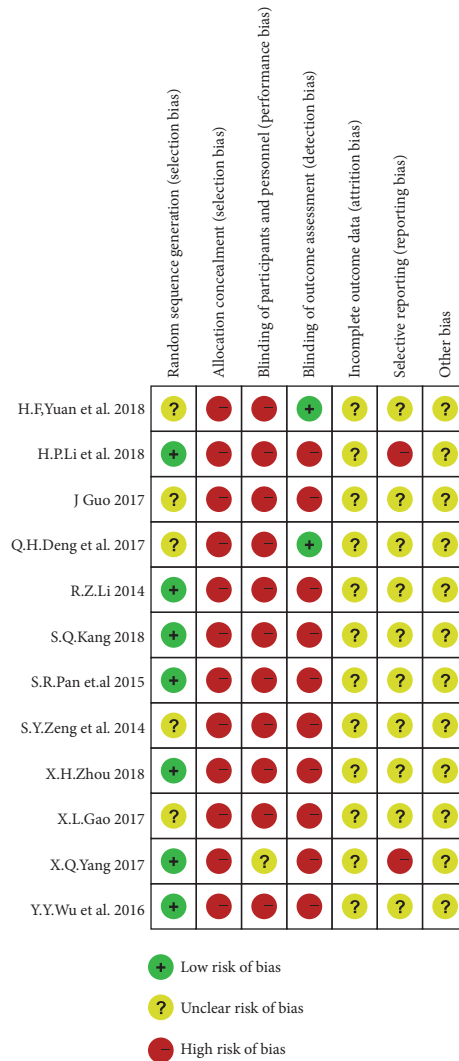 Random sequence generation (selection bias)
Allocation concealment (selection bias)
Blinding of participants and personnel (performance bias)
Blinding of outcome assessment (detection bias)
Incomplete outcome data (attrition bias)
Selective reporting (reporting bias)
Other bias
H.F,Yuan et al. 2018 ? - - + ? ? ?
H.P.Li et al. 2018 + - - - ? - ?
J Guo 2017 ? - - - ? ? ?
Q.H.Deng et al. 2017 ? - - + ? ? ?
R.Z.Li 2014 + - - - ? ? ?
S.Q.Kang 2018 + - - - ? ? ?
S.R.Pan et.al 2015 + - - - ? ? ?
S.Y.Zeng et al. 2014 ? - - - ? ? ?
X.H.Zhou 2018 + - - - ? ? ?
X.L.Gao 2017 ? - - - ? ? ?
X.Q.Yang 2017 + - ? - ? - ?
Y.Y.Wu et al. 2016 + - - - ? ? ?
+ Low risk of bias
? Unclear risk of bias
- High risk of bias